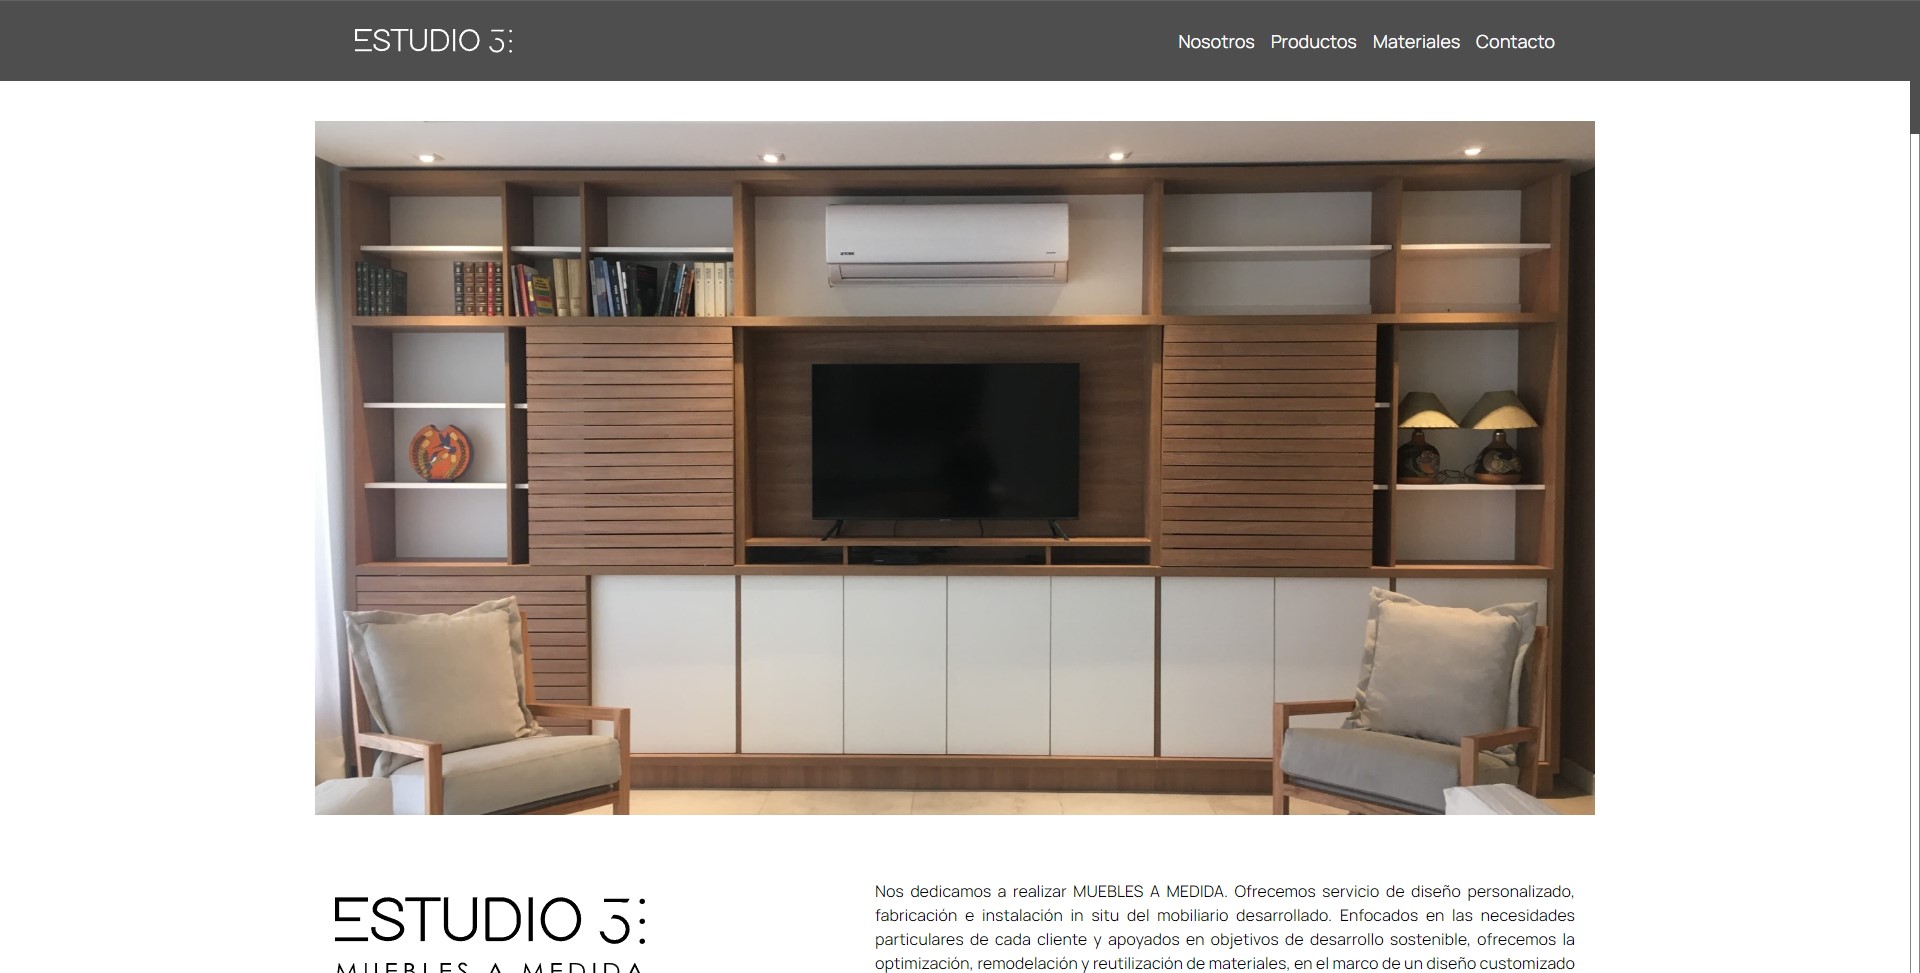 ESTUDIO 3:
Nosotros Productos Materiales Contacto
ESTUDIO 3:
MUEBLES A MEDIDA
Nos dedicamos a realizar MUEBLES A MEDIDA. Ofrecemos servicio de diseño personalizado,
fabricación e instalación in situ del mobiliario desarrollado. Enfocados en las necesidades
particulares de cada cliente y apoyados en objetivos de desarrollo sostenible, ofrecemos la
optimización, remodelación y reutilización de materiales, en el marco de un diseño customizado